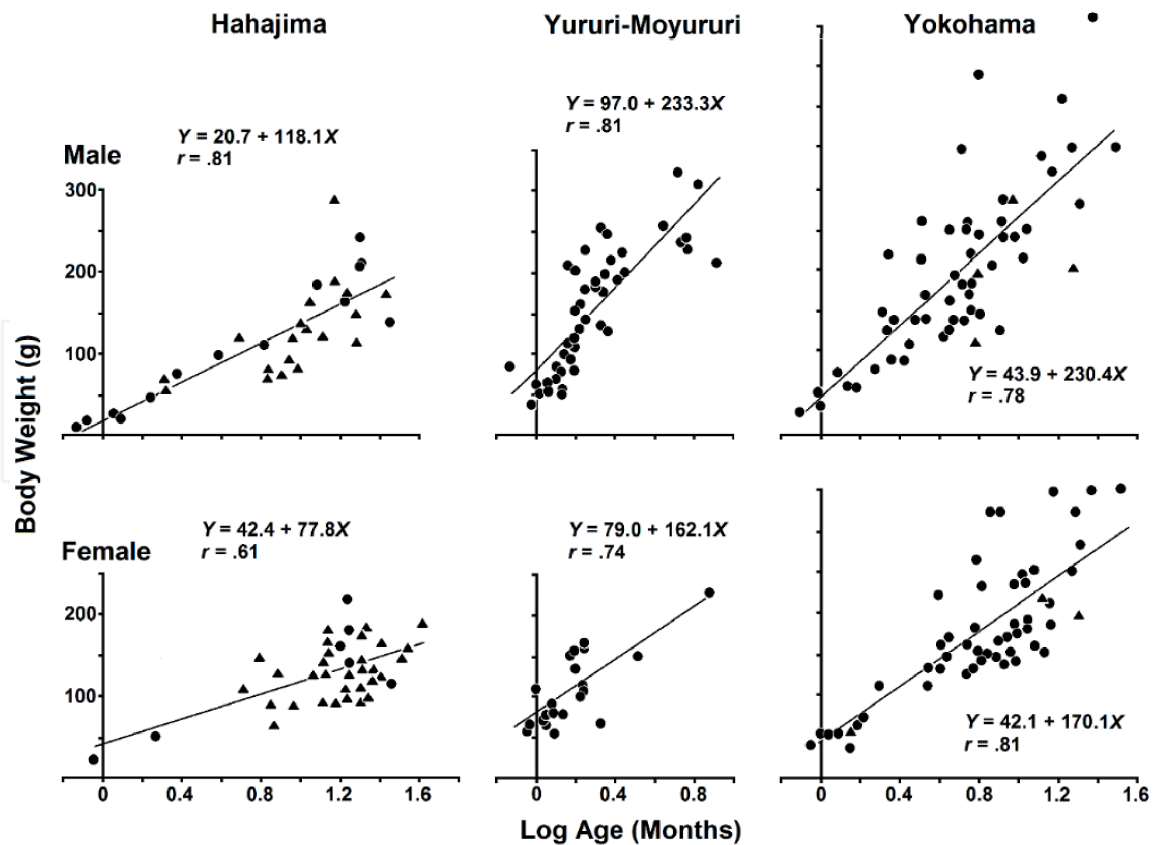 Hahajima
Yururi-Moyururi
Yokohama
Y = 97.0 + 233.3X
r = .81
Y = 20.7 + 118.1X
r = .81
Male
300
200
100
Y = 43.9 + 230.4X
r = .78
Body Weight (g)
Y = 42.4 + 77.8X
r = .61
Y = 79.0 + 162.1X
r = .74
Female
200
100
Y = 42.1 + 170.1X
r = .81
0 0.4 0.8 1.2 1.6
0 0.4 0.8
0 0.4 0.8 1.2 1.6
Log Age (Months)